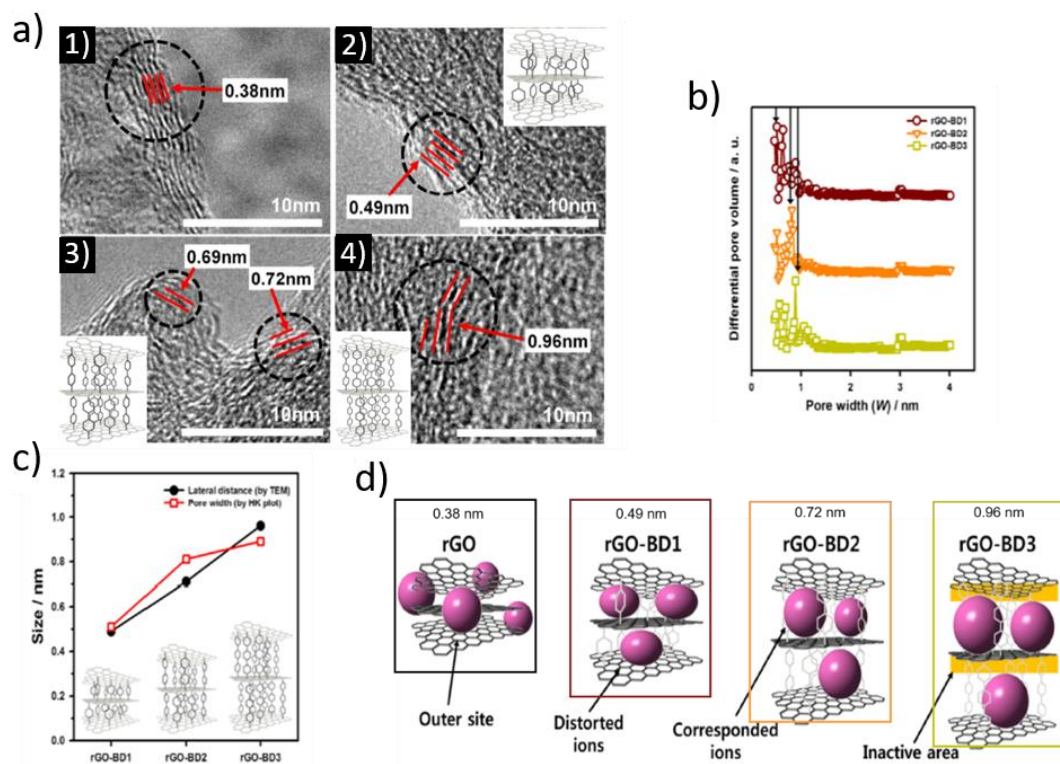 a)
1)
0.38nm
10nm
2)
0.49nm
10nm
3)
0.69nm
0.72nm
10nm
4)
0.96nm
10nm
b)
Differential pore volume / a. u.
rGO-BD1
rGO-BD2
rGO-BD3
0 1 2 3 4
Pore width (W) / nm
c)
Size / nm
1.2
1.0
0.8
0.6
0.4
0.2
0.0
Lateral distance (by TEM)
Pore width (by HK plot)
rGO-BD1 rGO-BD2 rGO-BD3
d)
0.38 nm
rGO
Outer site
0.49 nm
rGO-BD1
Distorted
ions
0.72 nm
rGO-BD2
Corresponded
ions
0.96 nm
rGO-BD3
Inactive area